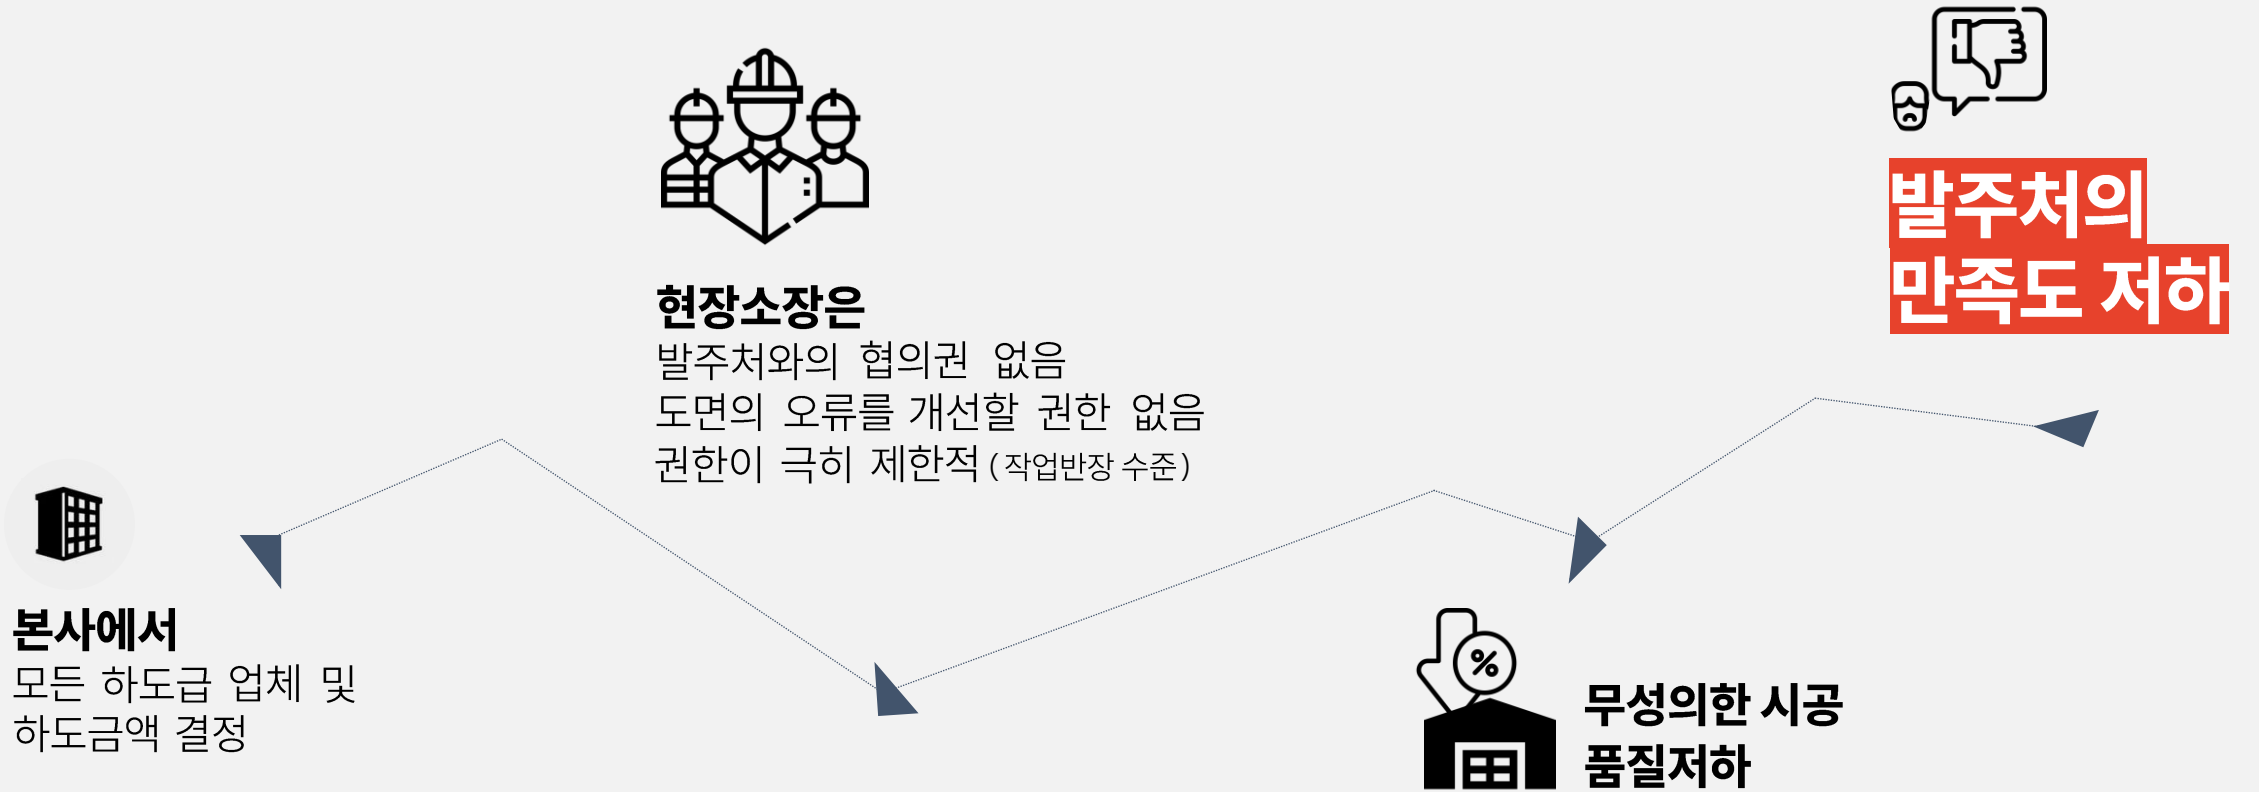 본사에서
모든 하도급 업체 및
하도금액 결정
현장소장은
발주처와의 협의권 없음
도면의 오류를 개선할 권한 없음
권한이 극히 제한적 (작업반장 수준)
%
무성의한 시공
품질저하
발주처의
만족도 저하